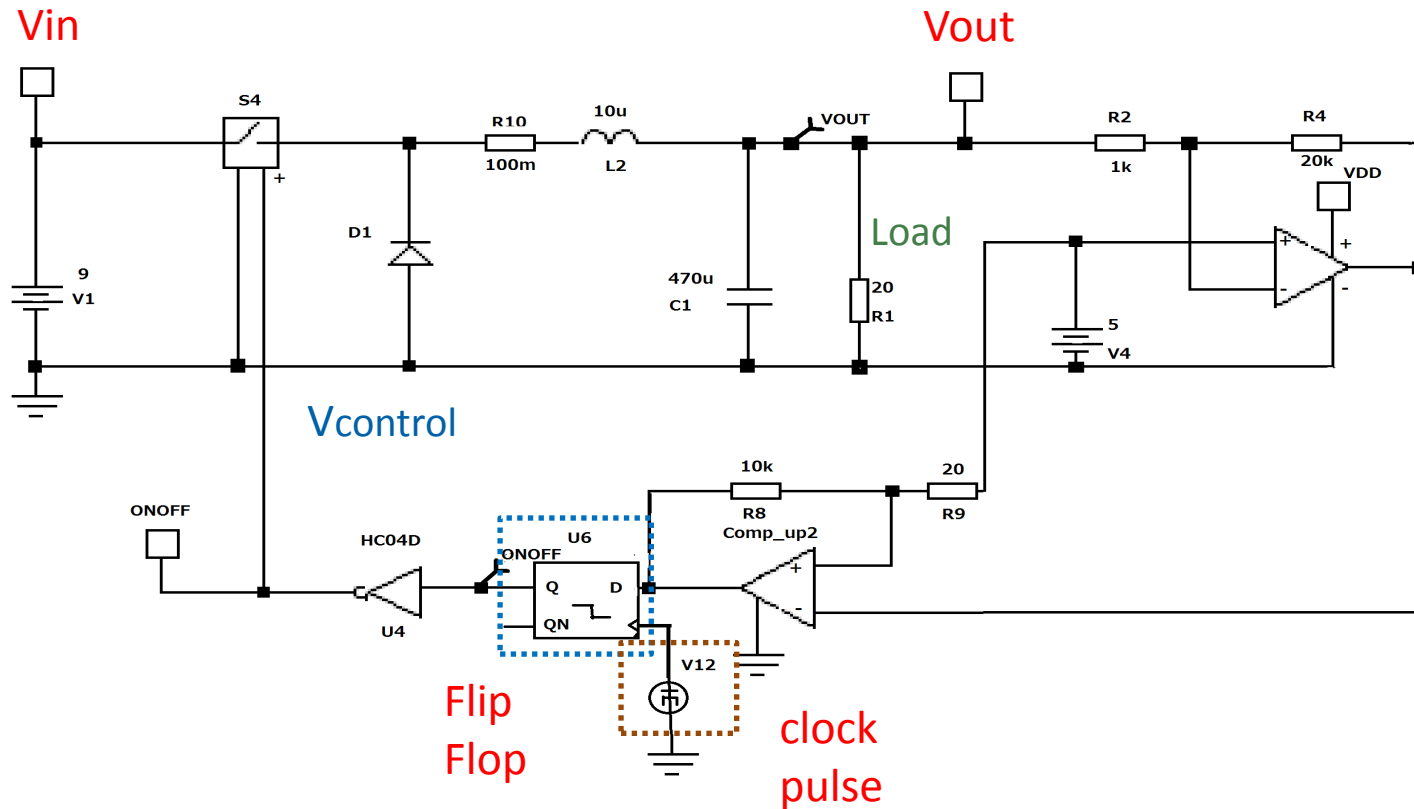 Vin
Vout
S4
+
R10
100m
10u
L2
VOUT
R2
1k
R4
20k
VDD
D1
Load
+
-
+
-
9
V1
470u
C1
20
R1
5
V4
Vcontrol
10k
R8
20
R9
ONOFF
HC04D
U4
ONOFF
U6
Q
D
QN
Comp_up2
+
-
V12
Flip
Flop
clock
pulse